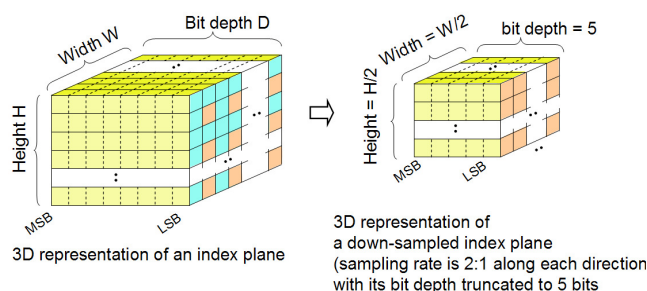 Width W
Bit depth D
Height H
MSB
LSB
3D representation of an index plane
Width = W/2
bit depth = 5
Height = H/2
MSB
LSB
3D representation of
a down-sampled index plane
(sampling rate is 2:1 along each direction
with its bit depth truncated to 5 bits